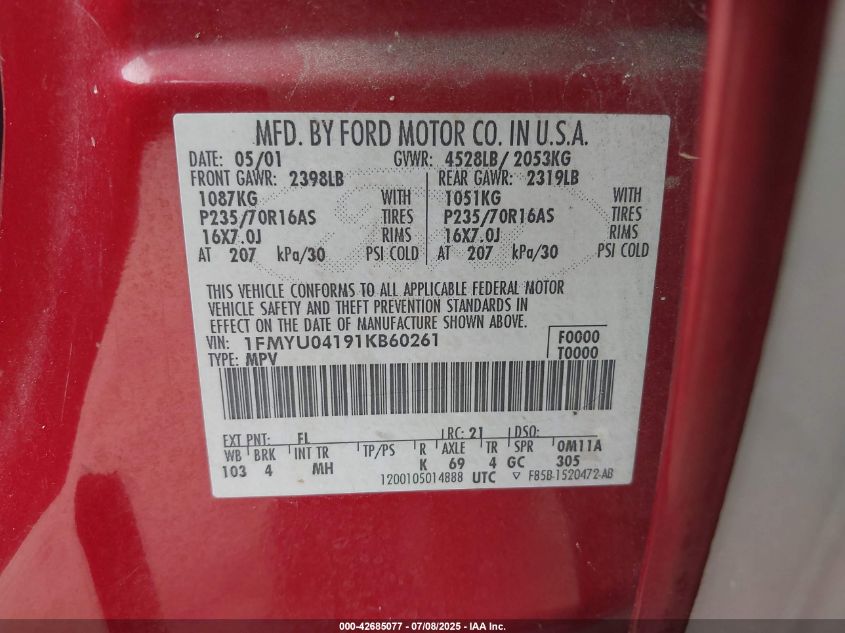 MFD. BY FORD MOTOR CO. IN U.S.A.
DATE: 05/01 GVWR: 4528LB/ 2053KG
FRONT GAWR: 2398LB REAR GAWR: 2319LB
1087KG WITH 1051KG WITH
P235/70R16AS TIRES P235/70R16AS TIRES
16X7.0J RIMS 16X7.0J RIMS
AT 207 kPa/30 PSI COLD AT 207 kPa/30 PSI COLD
THIS VEHICLE CONFORMS TO ALL APPLICABLE FEDERAL MOTOR
VEHICLE SAFETY AND THEFT PREVENTION STANDARDS IN
EFFECT ON THE DATE OF MANUFACTURE SHOWN ABOVE.
VIN: 1FMYU04191KB60261 F0000
TYPE: MPV T0000
EXT PNT: FL RC: 21 DSO:
WB BRK INT TR TP/PS R AXLE TR SPR 0M11A
103 4 MH K 69 4 GC 305
1200105014888 UTC ▽ F85B-1520472-AB
000-42685077 - 07/08/2025 - IAA Inc.